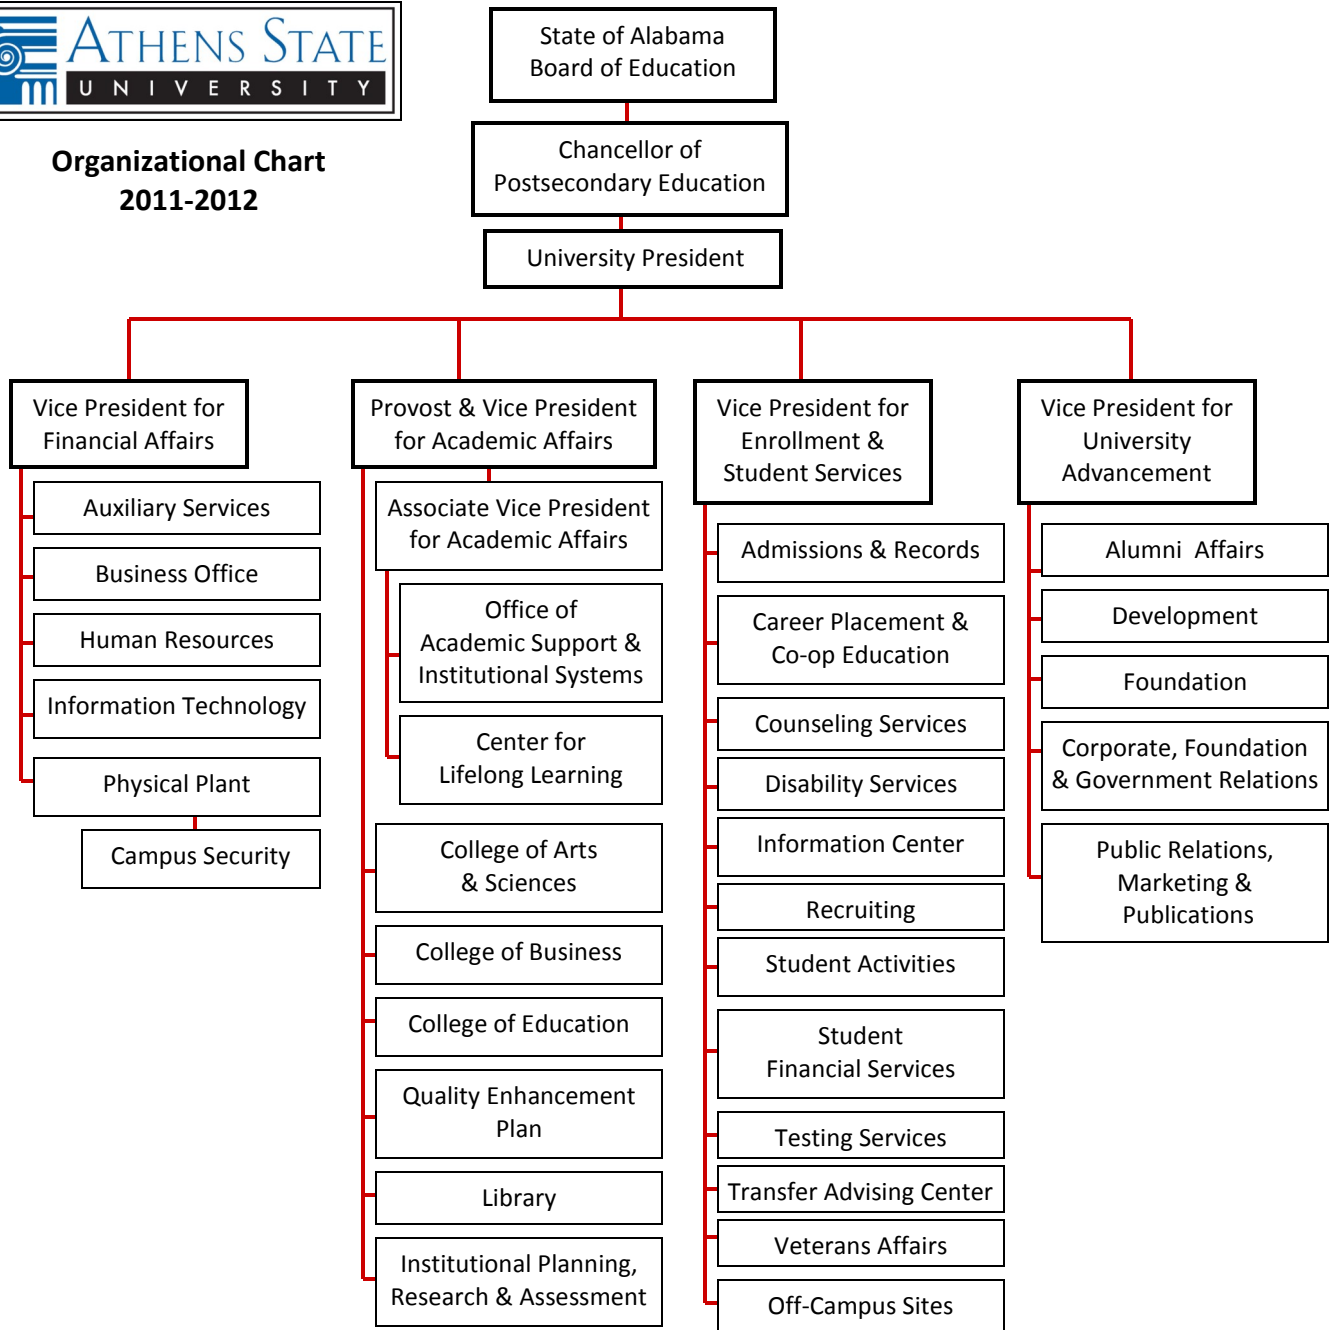 ATHENS STATE
UNIVERSITY
Organizational Chart
2011-2012
State of Alabama
Board of Education
Chancellor of
Postsecondary Education
University President
Vice President for
Financial Affairs
Auxiliary Services
Business Office
Human Resources
Information Technology
Physical Plant
Campus Security
Provost & Vice President
for Academic Affairs
Associate Vice President
for Academic Affairs
Office of
Academic Support &
Institutional Systems
Center for
Lifelong Learning
College of Arts
& Sciences
College of Business
College of Education
Quality Enhancement
Plan
Library
Institutional Planning,
Research & Assessment
Vice President for
Enrollment &
Student Services
Admissions & Records
Career Placement &
Co-op Education
Counseling Services
Disability Services
Information Center
Recruiting
Student Activities
Student
Financial Services
Testing Services
Transfer Advising Center
Veterans Affairs
Off-Campus Sites
Vice President for
University
Advancement
Alumni Affairs
Development
Foundation
Corporate, Foundation
& Government Relations
Public Relations,
Marketing &
Publications